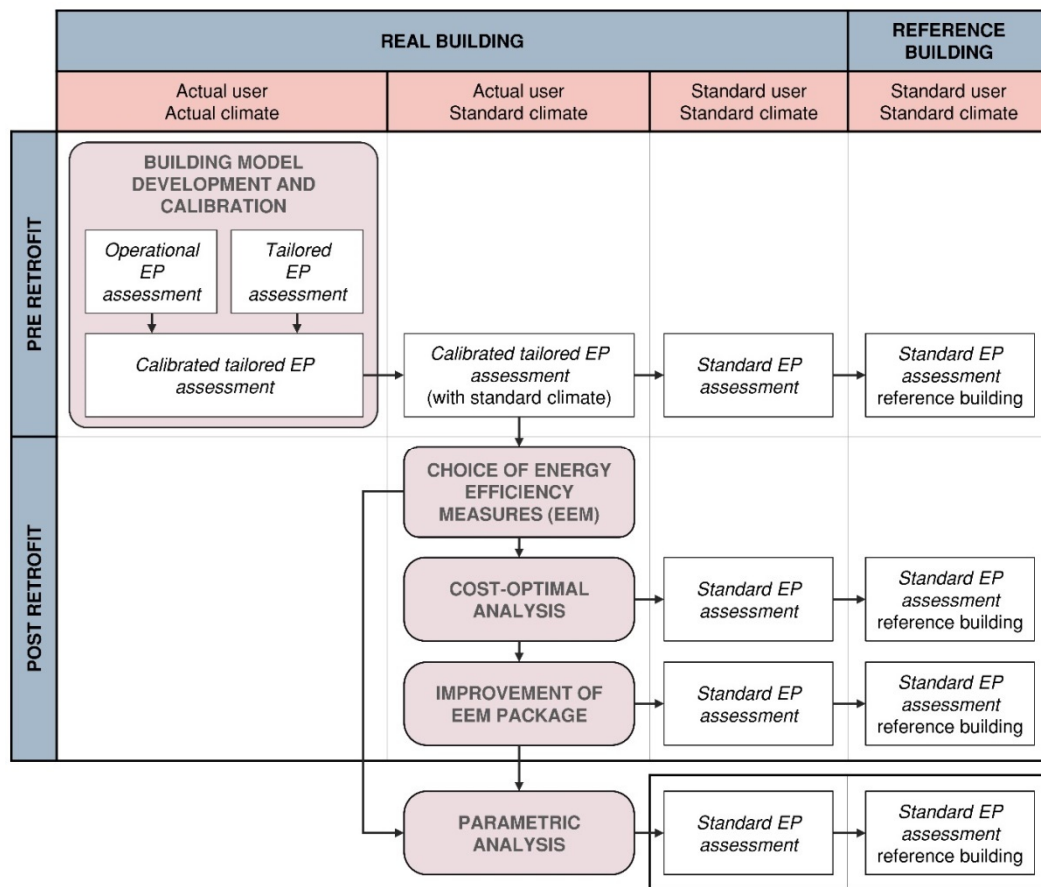 REAL BUILDING
REFERENCE
BUILDING
Actual user
Actual climate
Actual user
Standard climate
Standard user
Standard climate
Standard user
Standard climate
PRE RETROFIT
BUILDING MODEL
DEVELOPMENT AND
CALIBRATION
Operational
EP
assessment
Tailored
EP
assessment
Calibrated tailored EP
assessment
Calibrated tailored EP
assessment
(with standard climate)
Standard EP
assessment
Standard EP
assessment
reference building
POST RETROFIT
CHOICE OF ENERGY
EFFICIENCY
MEASURES (EEM)
COST-OPTIMAL
ANALYSIS
Standard EP
assessment
Standard EP
assessment
reference building
IMPROVEMENT OF
EEM PACKAGE
Standard EP
assessment
Standard EP
assessment
reference building
PARAMETRIC
ANALYSIS
Standard EP
assessment
Standard EP
assessment
reference building